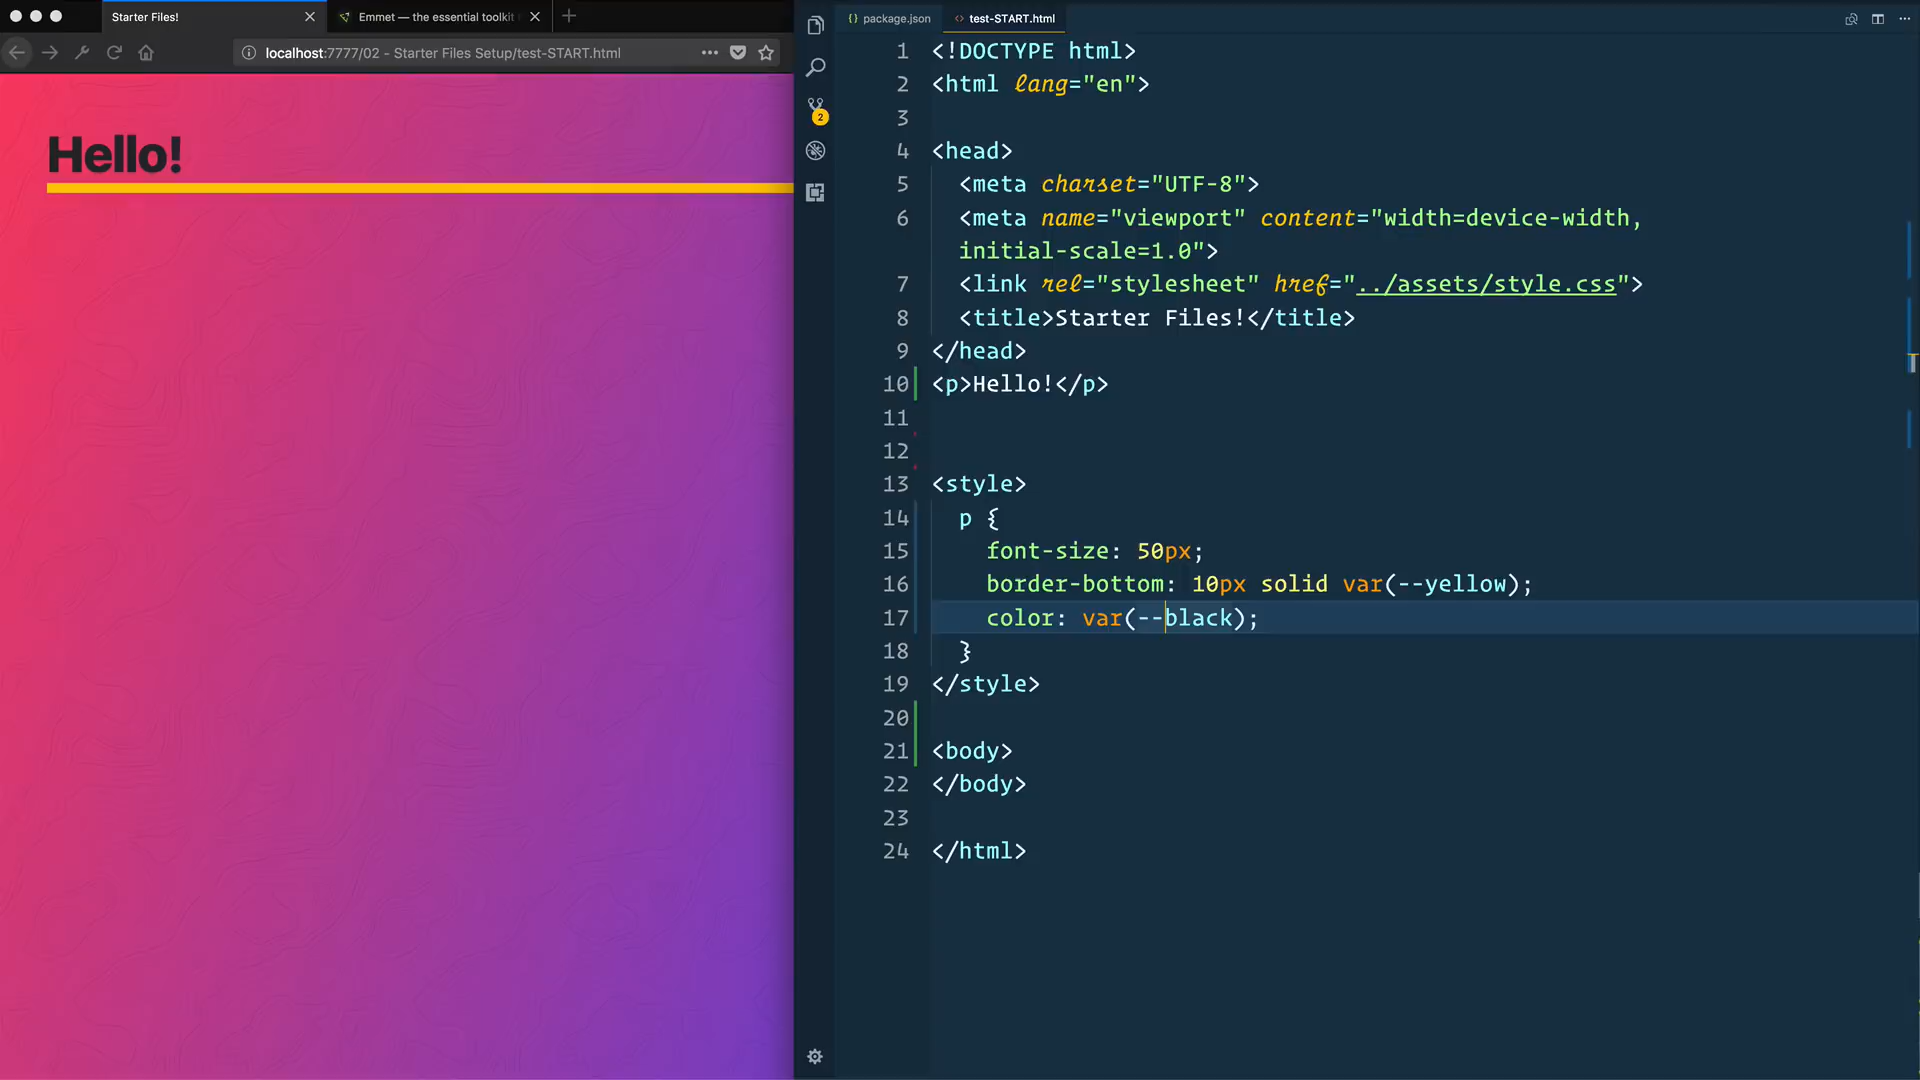 Starter Files!
Emmet — the essential toolkit
localhost:7777/02 - Starter Files Setup/test-START.html
Hello!
package.json
test-START.html
2
1 <!DOCTYPE html>
2 <html lang="en">
3
4 <head>
5 <meta charset="UTF-8">
6 <meta name="viewport" content="width=device-width,
initial-scale=1.0">
7 <link rel="stylesheet" href="../assets/style.css">
8 <title>Starter Files!</title>
9 </head>
10 <p>Hello!</p>
11
12
13 <style>
14 p {
15 font-size: 50px;
16 border-bottom: 10px solid var(--yellow);
17 color: var(--black);
18 }
19 </style>
20
21 <body>
22 </body>
23
24 </html>